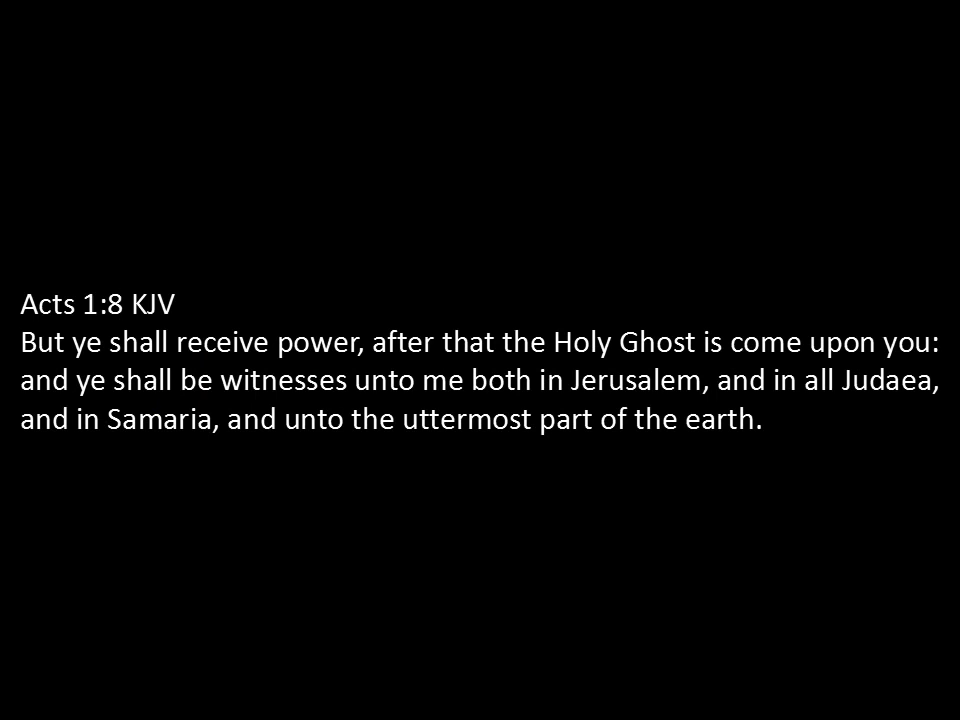 Acts 1:8 KJV
But ye shall receive power, after that the Holy Ghost is come upon you:
and ye shall be witnesses unto me both in Jerusalem, and in all Judaea,
and in Samaria, and unto the uttermost part of the earth.